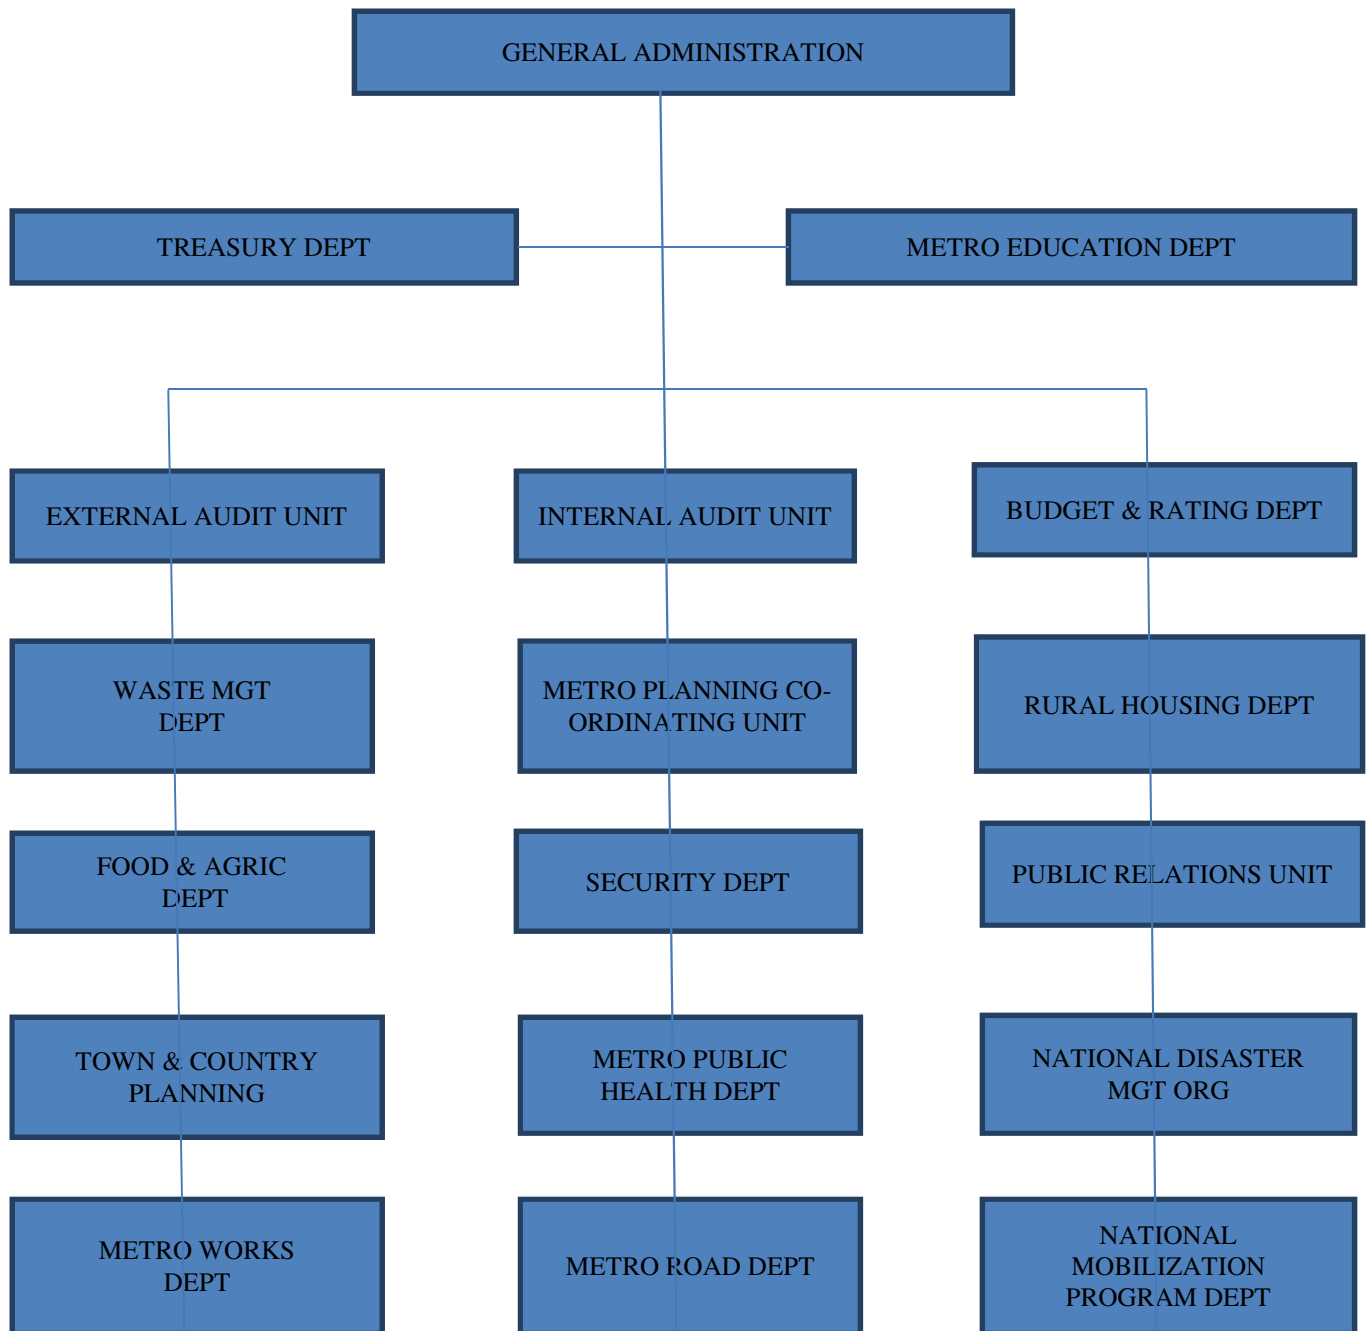 GENERAL ADMINISTRATION
TREASURY DEPT
METRO EDUCATION DEPT
EXTERNAL AUDIT UNIT
INTERNAL AUDIT UNIT
BUDGET & RATING DEPT
WASTE MGT
DEPT
METRO PLANNING CO-
ORDINATING UNIT
RURAL HOUSING DEPT
FOOD & AGRIC
DEPT
SECURITY DEPT
PUBLIC RELATIONS UNIT
TOWN & COUNTRY
PLANNING
METRO PUBLIC
HEALTH DEPT
NATIONAL DISASTER
MGT ORG
METRO WORKS
DEPT
METRO ROAD DEPT
NATIONAL
MOBILIZATION
PROGRAM DEPT